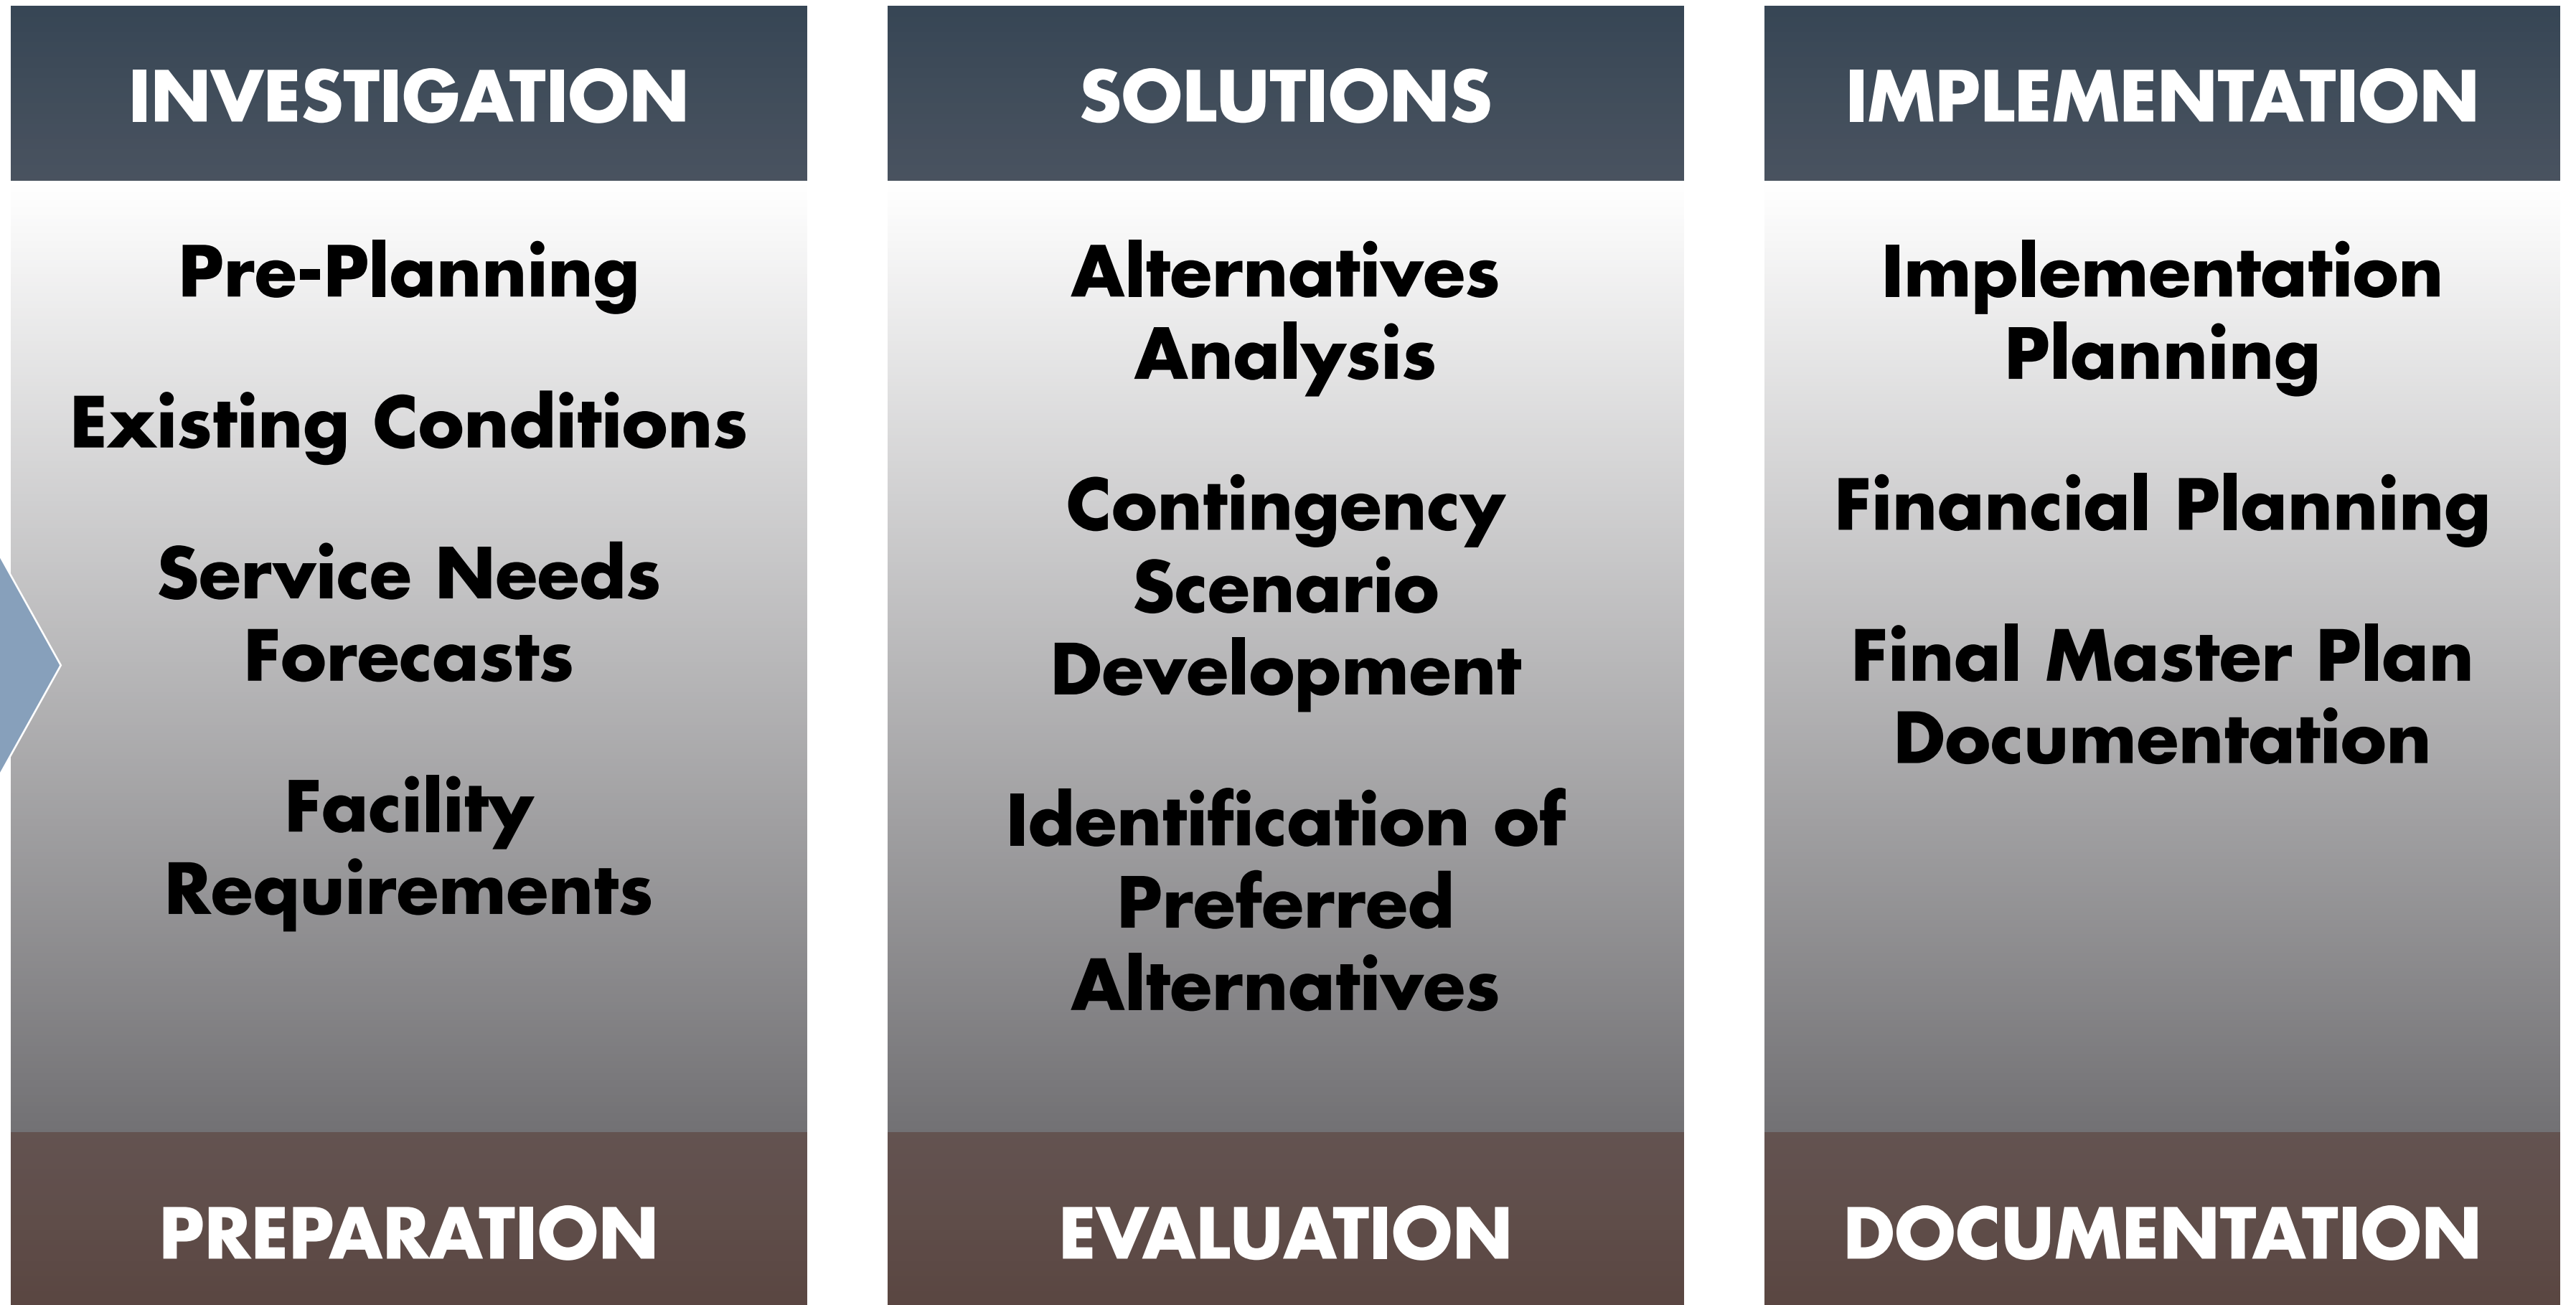 INVESTIGATION
Pre-Planning
Existing Conditions
Service Needs
Forecasts
Facility
Requirements
PREPARATION
SOLUTIONS
Alternatives
Analysis
Contingency
Scenario
Development
Identification of
Preferred
Alternatives
EVALUATION
IMPLEMENTATION
Implementation
Planning
Financial Planning
Final Master Plan
Documentation
DOCUMENTATION